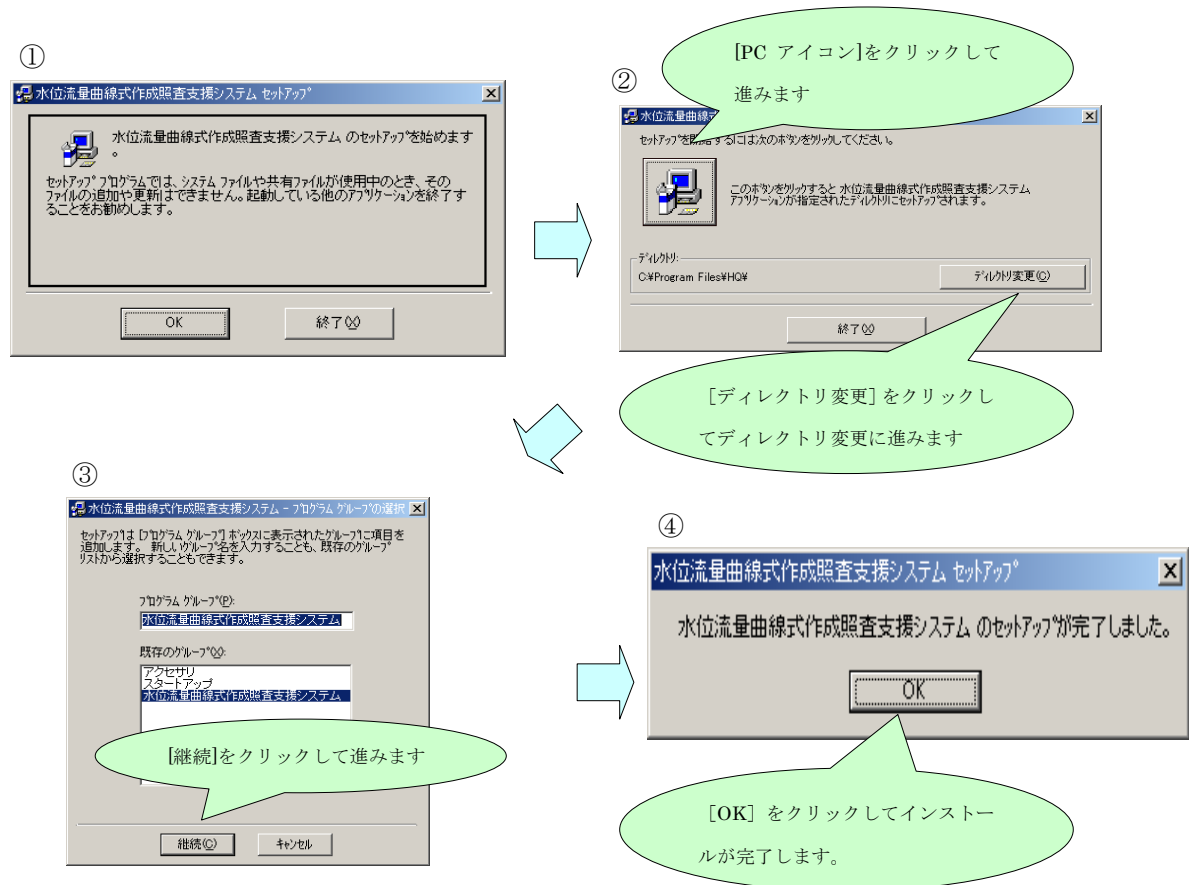 ①
水位流量曲線式作成照査支援システム セットアップ
水位流量曲線式作成照査支援システム のセットアップを始めます
。
セットアップ プログラムでは、システム ファイルや共有ファイルが使用中のとき、その
ファイルの追加や更新はできません。起動している他のアプリケーションを終了す
ることをお勧めします。
OK
終了(X)
②
[PC アイコン]をクリックして
進みます
水位流量曲線式
セットアップを開始するには次のボタンをクリックしてください。
このボタンをクリックすると 水位流量曲線式作成照査支援システム
アプリケーションが指定されたディレクトリにセットアップされます。
ディレクトリ:
C:¥Program Files¥HQ¥
ディレクトリ変更(C)
終了(X)
［ディレクトリ変更］をクリックし
てディレクトリ変更に進みます
③
水位流量曲線式作成照査支援システム - プログラム グループの選択
セットアップは [プログラム グループ] ボックスに表示されたグループに項目を
追加します。 新しいグループ名を入力することも、既存のグループ
リストから選択することもできます。
プログラム グループ(P):
水位流量曲線式作成照査支援システム
既存のグループ(X):
アクセサリ
スタートアップ
水位流量曲線式作成照査支援システム
[継続]をクリックして進みます
継続(C)
キャンセル
④
水位流量曲線式作成照査支援システム セットアップ
水位流量曲線式作成照査支援システム のセットアップが完了しました。
OK
［OK］をクリックしてインストー
ルが完了します。